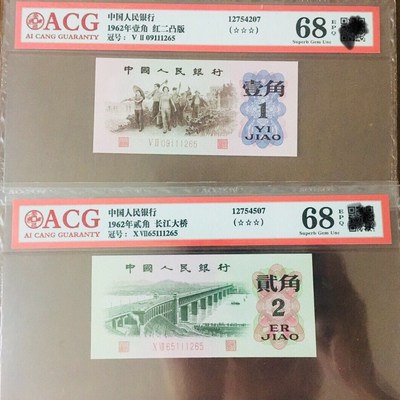 ACG
AI CANG GUARANTY
中国人民银行
1962年壹角 红二凸版
冠号：ⅤⅡ09111265
12754207
(☆☆☆)
68
EPQ
Superb Gem Unc
中國人民銀行
壹角
1
YI
JIAO
ⅤⅡ09111265
ACG
AI CANG GUARANTY
中国人民银行
1962年贰角 长江大桥
冠号：ⅩⅦ65111265
12754507
(☆☆☆)
68
EPQ
Superb Gem Unc
中國人民銀行
貳角
2
ER
JIAO
ⅩⅦ65111265